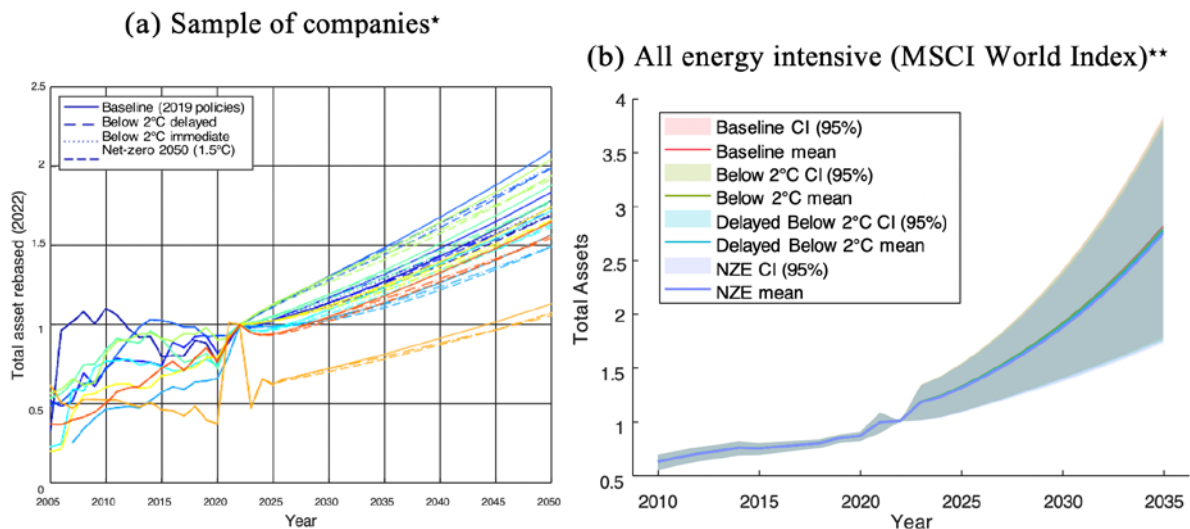 (a) Sample of companies*
2.5
Baseline (2019 policies)
Below 2°C delayed
Below 2°C immediate
Net-zero 2050 (1.5°C)
2
1.5
1
0.5
0
Total asset rebased (2022)
2005 2010 2015 2020 2025 2030 2035 2040 2045 2050
Year
(b) All energy intensive (MSCI World Index)**
4
3.5
3
2.5
2
1.5
1
0.5
Total Assets
Baseline CI (95%)
Baseline mean
Below 2°C CI (95%)
Below 2°C mean
Delayed Below 2°C CI (95%)
Delayed Below 2°C mean
NZE CI (95%)
NZE mean
2010 2015 2020 2025 2030 2035
Year